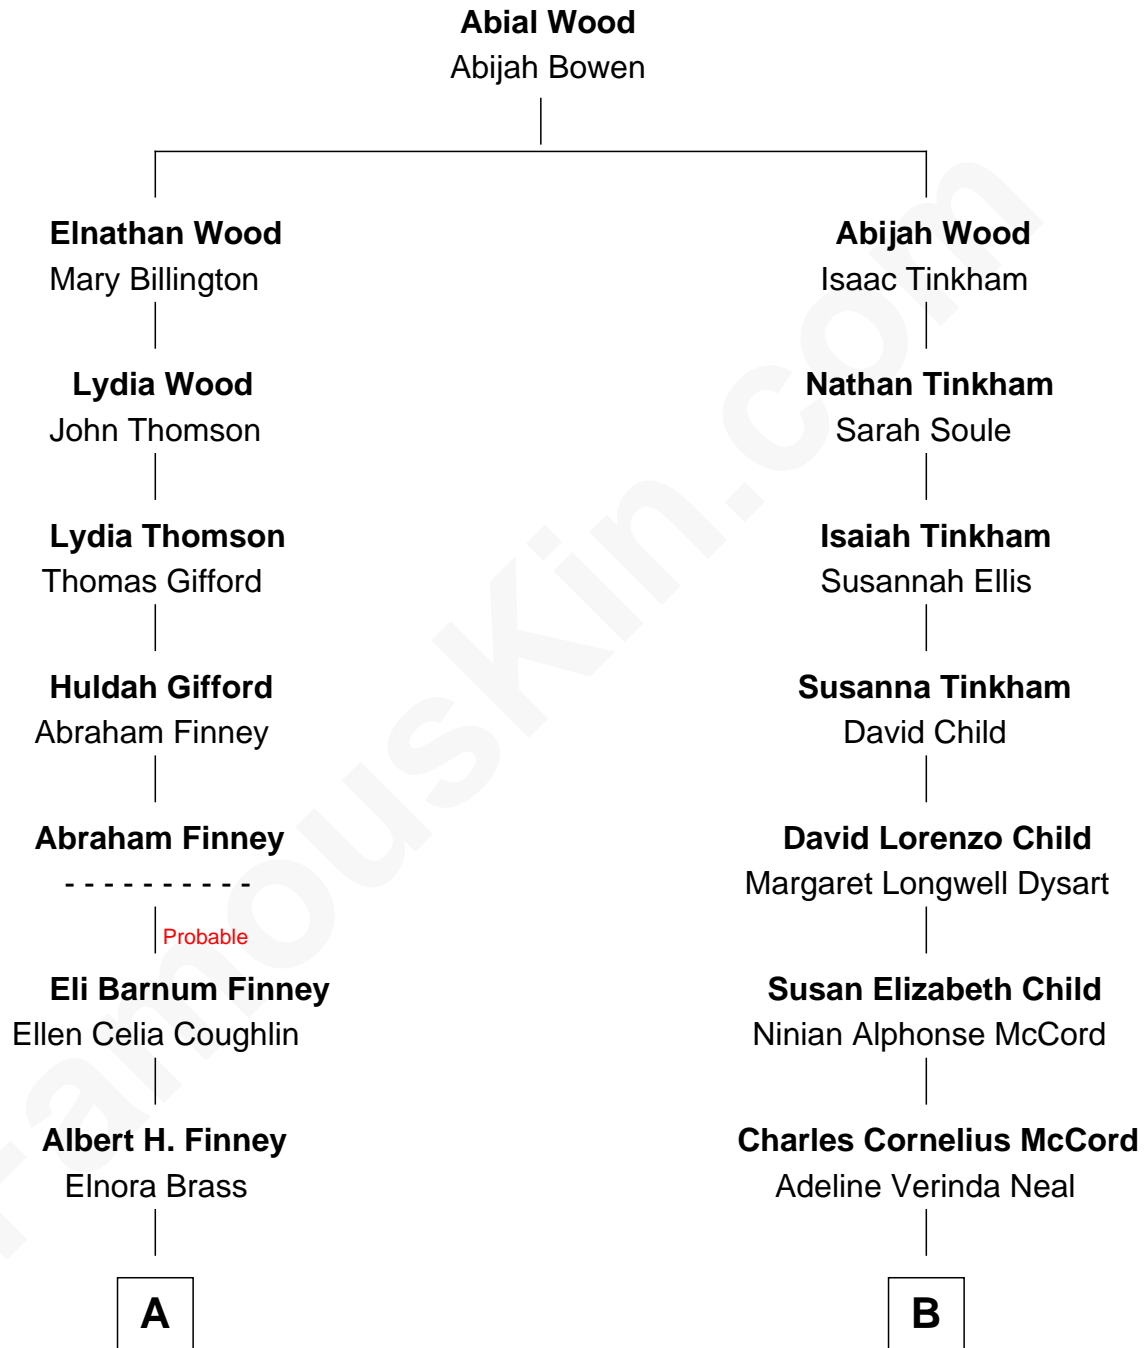 Abial Wood
Abijah Bowen
Elnathan Wood
Mary Billington
Abijah Wood
Isaac Tinkham
Lydia Wood
John Thomson
Nathan Tinkham
Sarah Soule
Lydia Thomson
Thomas Gifford
Isaiah Tinkham
Susannah Ellis
Huldah Gifford
Abraham Finney
Susanna Tinkham
David Child
Abraham Finney
- - - - - - - - - -
David Lorenzo Child
Margaret Longwell Dysart
Probable
Eli Barnum Finney
Ellen Celia Coughlin
Susan Elizabeth Child
Ninian Alphonse McCord
Albert H. Finney
Elnora Brass
Charles Cornelius McCord
Adeline Verinda Neal
A
B
FamousKin.com